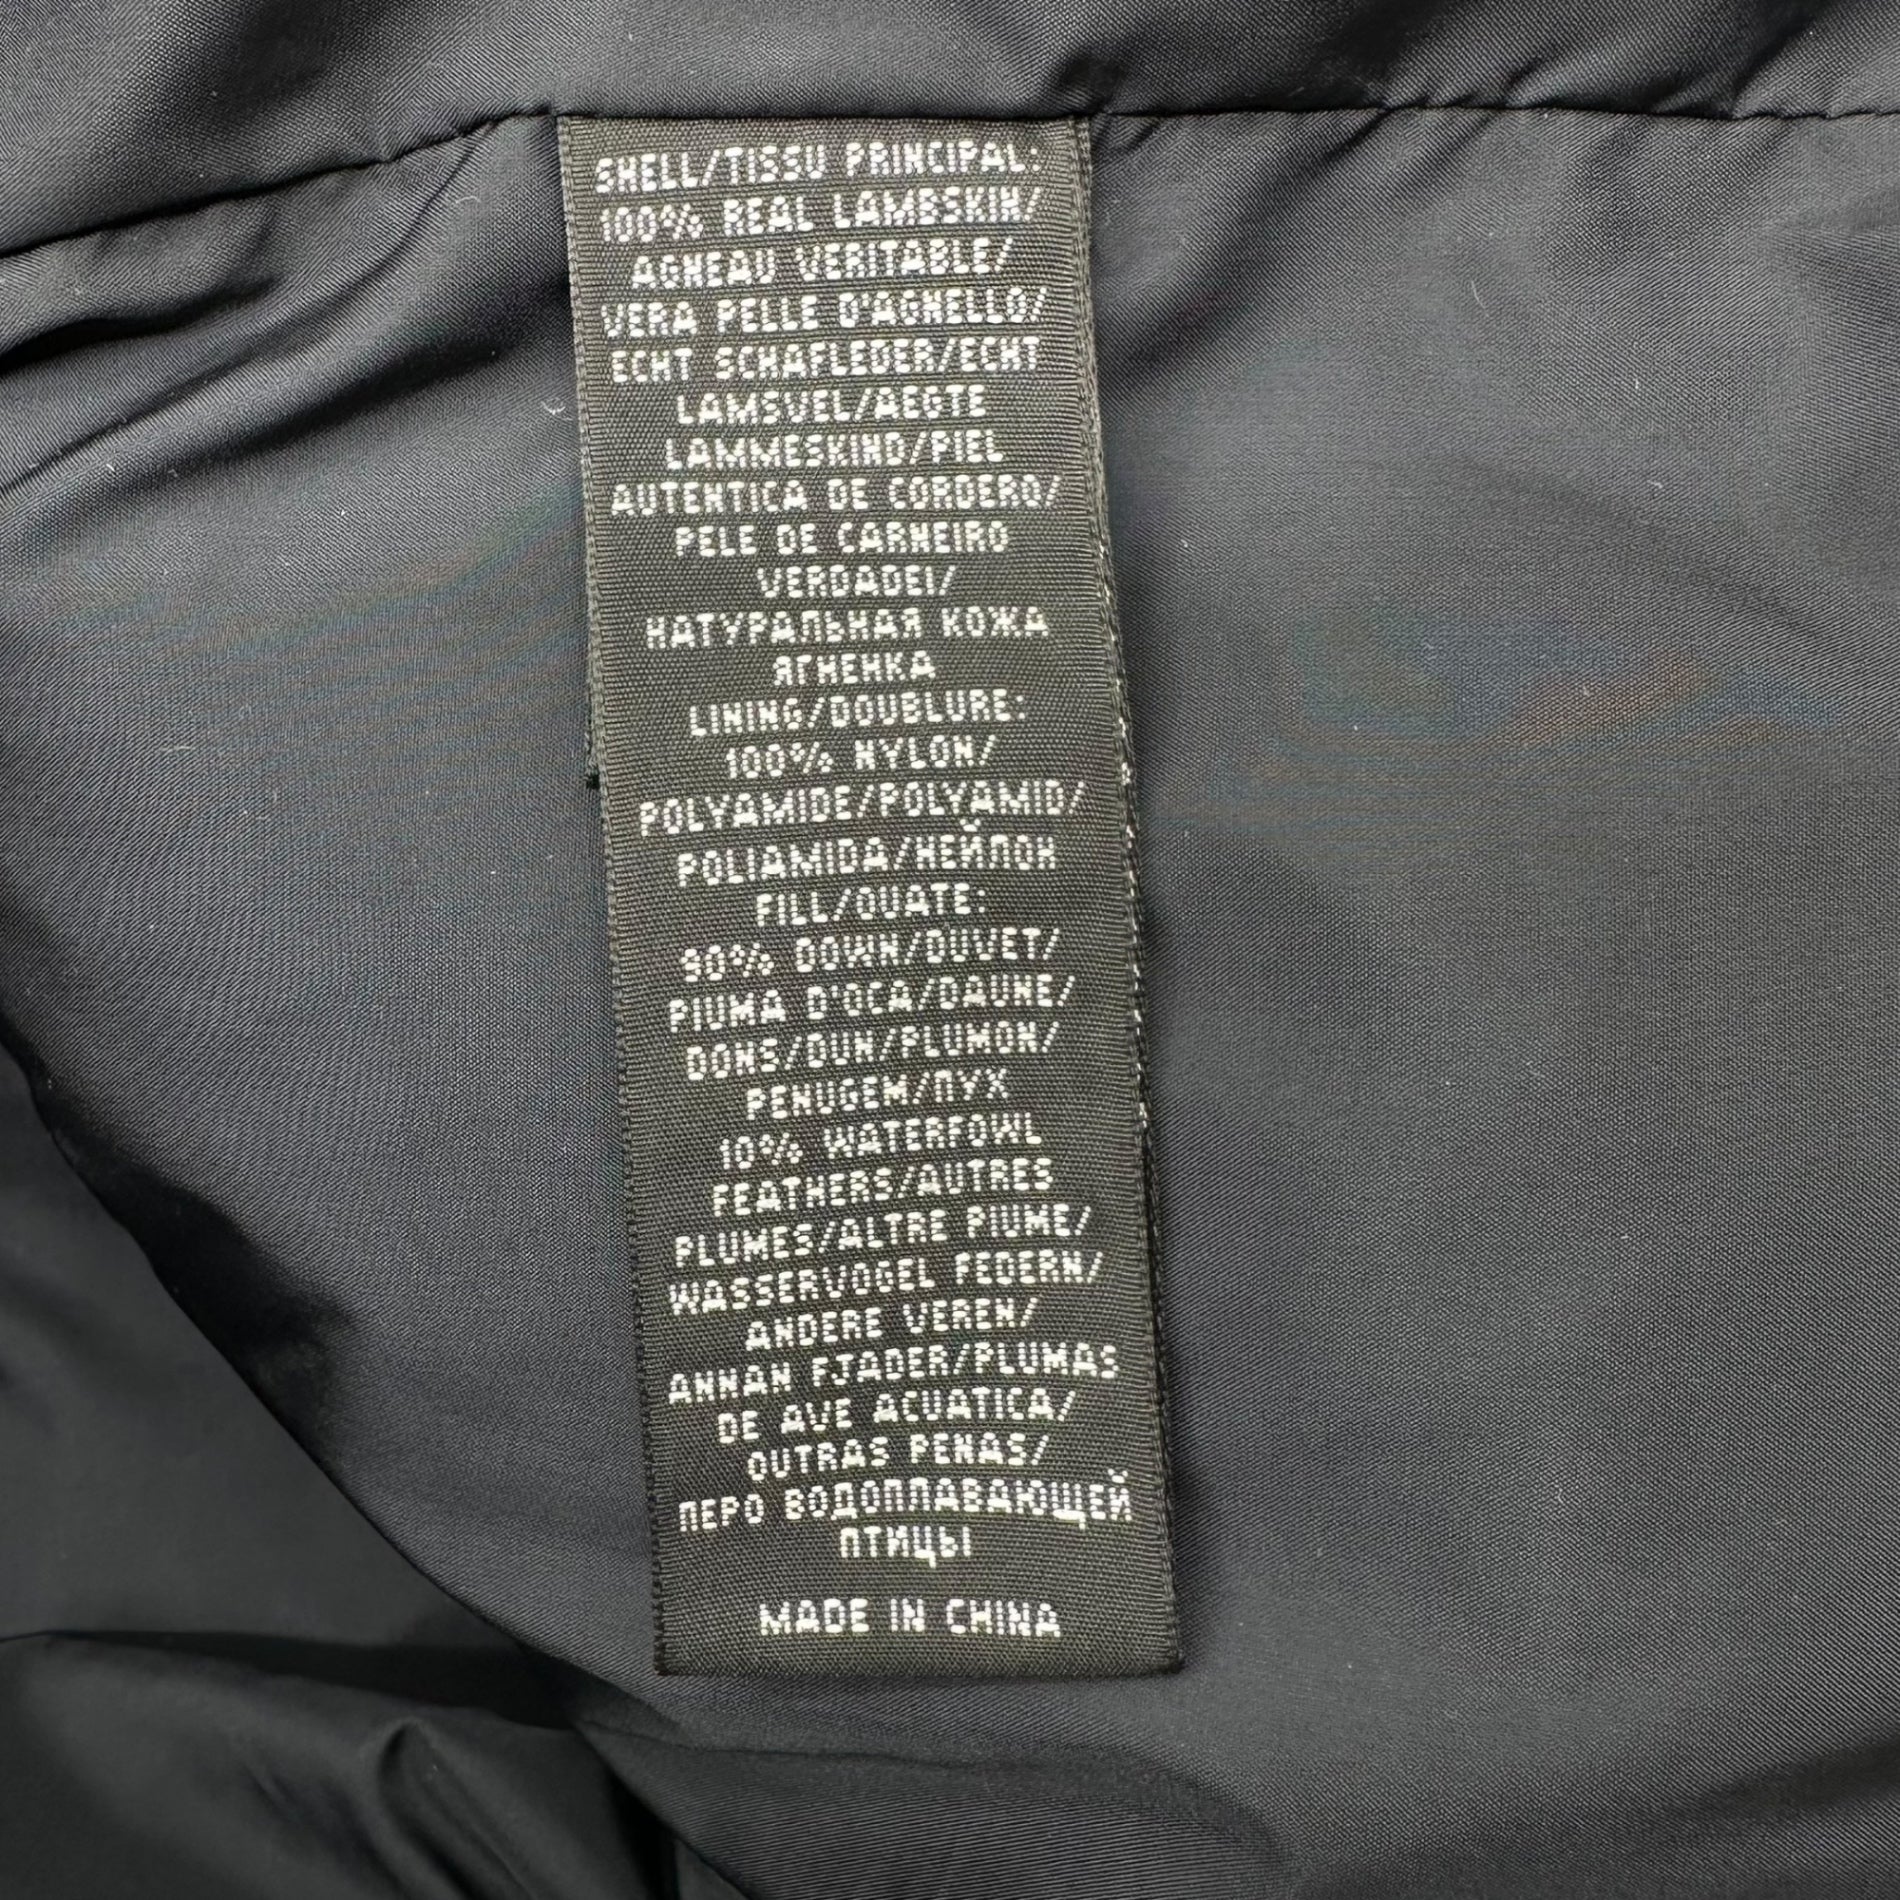 SHELL/TISSU PRINCIPAL:
100% REAL LAMBSKIN/
AGNEAU VERITABLE/
VERA PELLE D'AGNELLO/
ECHT SCHAFLEDER/ECHT
LAMSVEL/AEGTE
LAMMESKIND/PIEL
AUTENTICA DE CORDERO/
PELE DE CARNEIRO
VERDADEI/
НАТУРАЛЬНАЯ КОЖА
ЯГНЕНКА
LINING/DOUBLURE:
100% NYLON/
POLYAMIDE/POLYAMID/
POLIAMIDA/НЕЙЛОН
FILL/OUATE:
90% DOWN/DUVET/
PIUMA D'OCA/DAUNE/
DONS/DUN/PLUMON/
PENUGEM/ПУХ
10% WATERFOWL
FEATHERS/AUTRES
PLUMES/ALTRE PIUME/
WASSERVOGEL FEDERN/
ANDERE VEREN/
ANNAN FJADER/PLUMAS
DE AVE ACUATICA/
OUTRAS PENAS/
ПЕРО ВОДОПЛАВАЮЩЕЙ
ПТИЦЫ
MADE IN CHINA